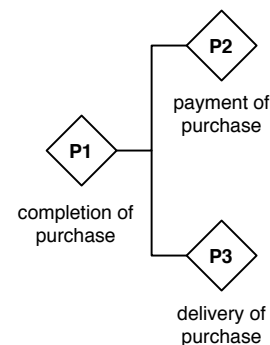 P2
payment of
purchase
P1
completion of
purchase
P3
delivery of
purchase